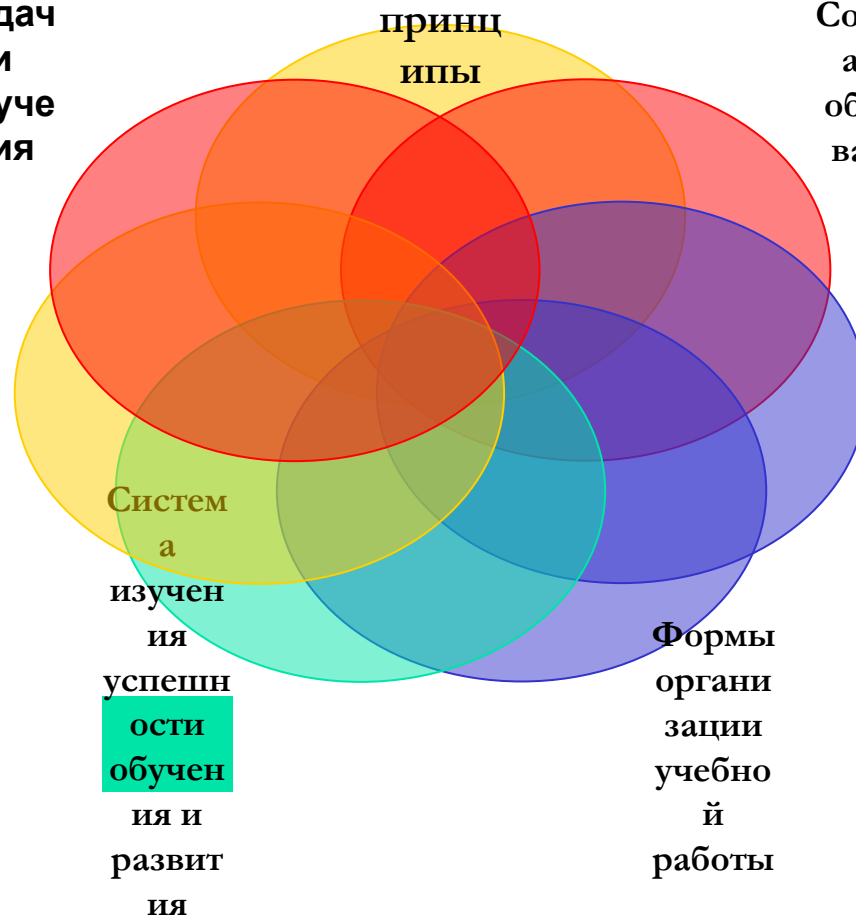 дач
и
уче
ия
принц
ипы
Со
а
об
ва
Систем
а
изучен
ия
успешн
ости
обучен
ия и
развит
ия
Формы
органи
зации
учебно
й
работы